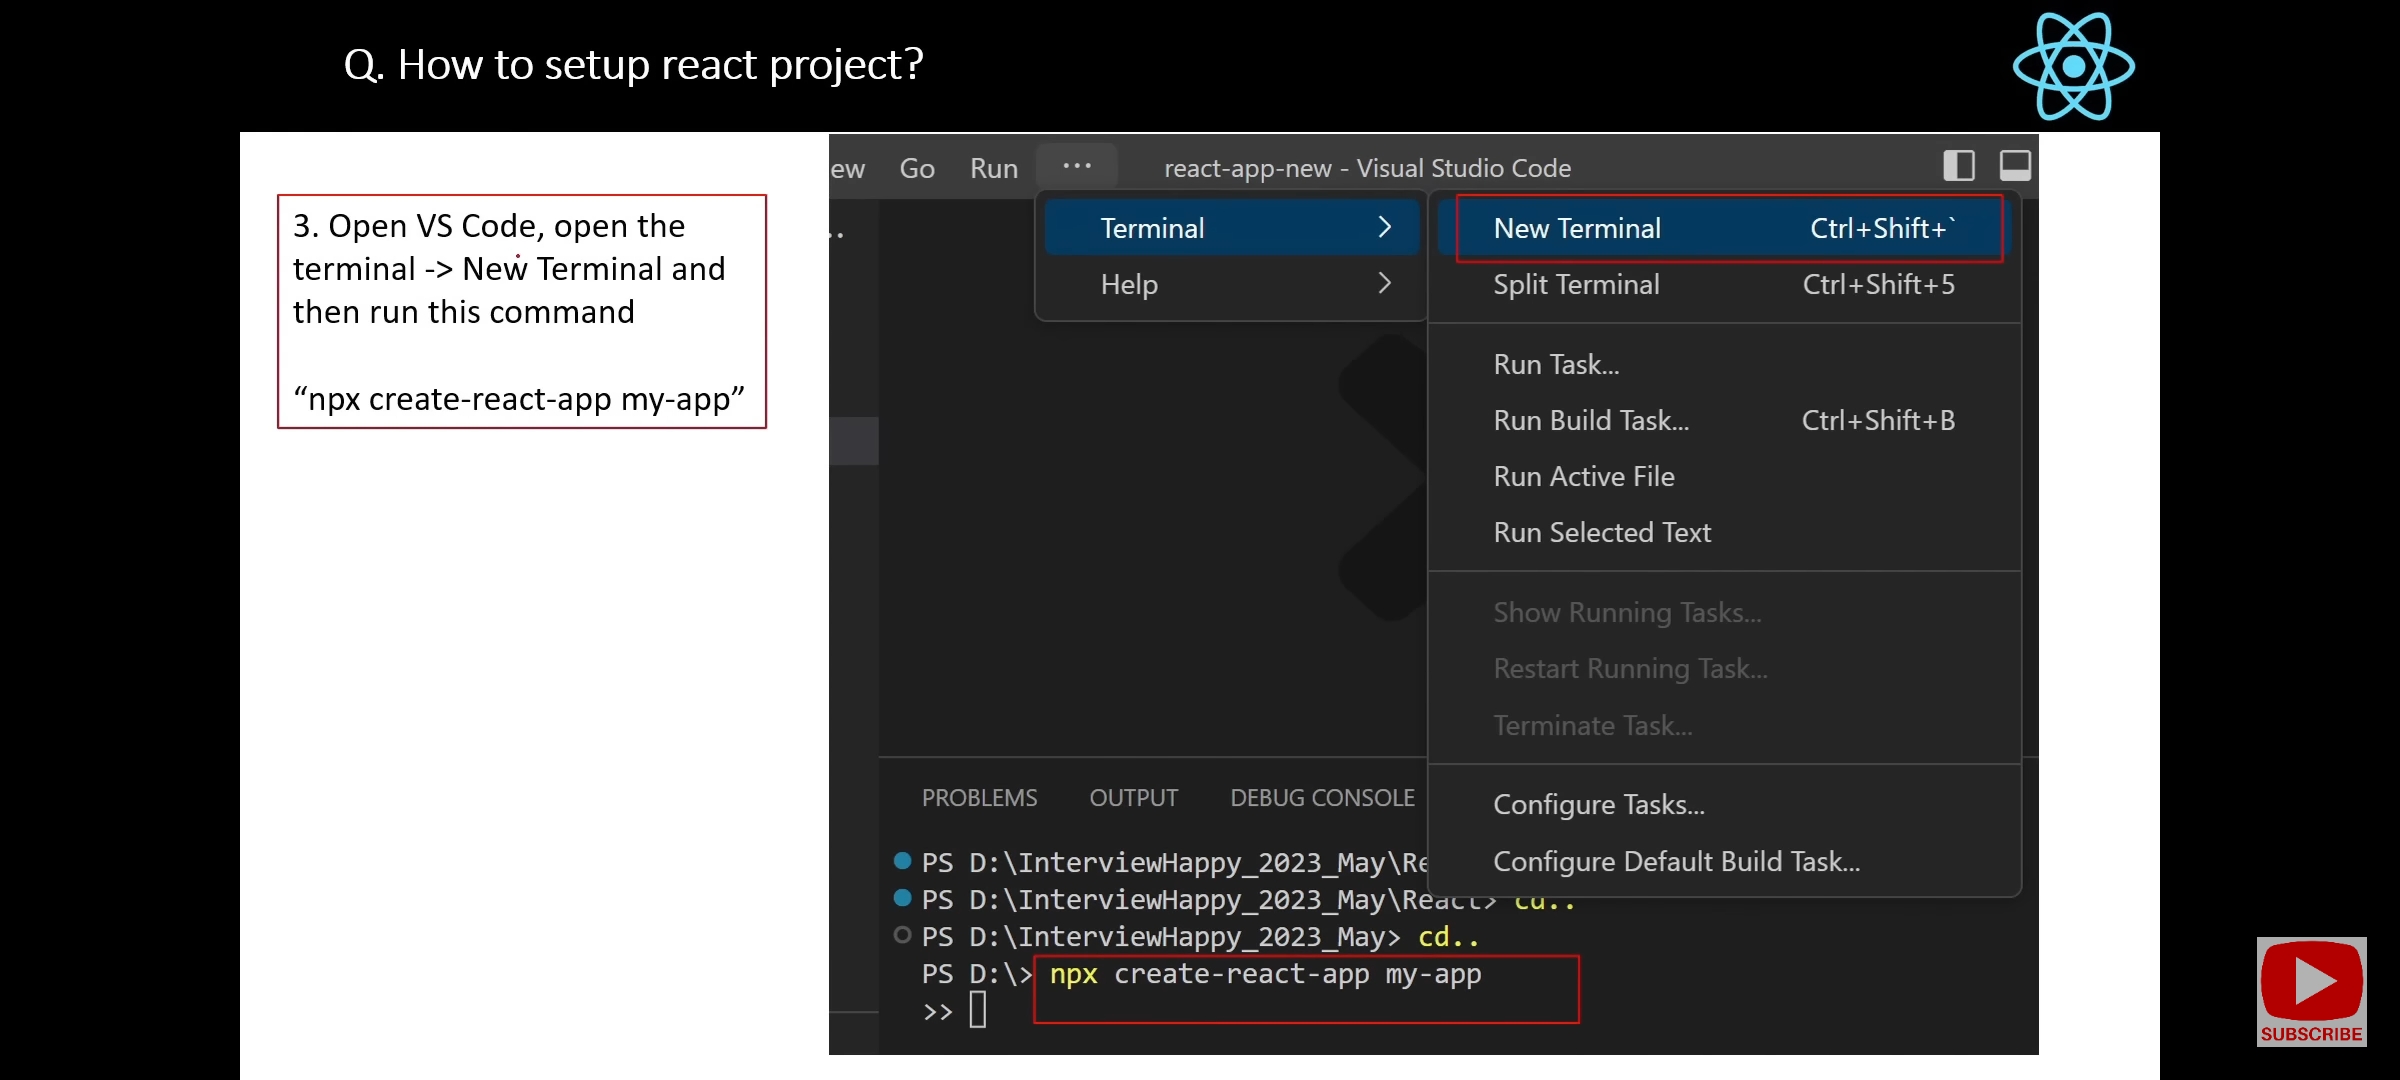 Q. How to setup react project?
3. Open VS Code, open the
terminal -> New Terminal and
then run this command
“npx create-react-app my-app”
ew Go Run ··· react-app-new - Visual Studio Code
Terminal >
Help >
New Terminal Ctrl+Shift+`
Split Terminal Ctrl+Shift+5
Run Task...
Run Build Task... Ctrl+Shift+B
Run Active File
Run Selected Text
Show Running Tasks...
Restart Running Task...
Terminate Task...
Configure Tasks...
Configure Default Build Task...
PROBLEMS OUTPUT DEBUG CONSOLE
PS D:\InterviewHappy_2023_May\Re
PS D:\InterviewHappy_2023_May\React> cd..
PS D:\InterviewHappy_2023_May> cd..
PS D:\> npx create-react-app my-app
>>
SUBSCRIBE